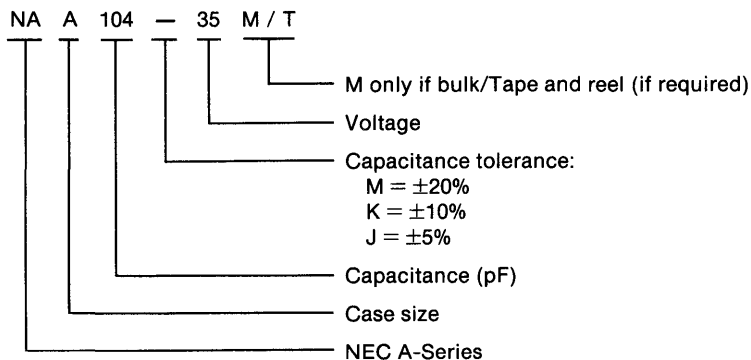 NA A 104 — 35 M / T
M only if bulk/Tape and reel (if required)
Voltage
Capacitance tolerance:
M = ±20%
K = ±10%
J = ±5%
Capacitance (pF)
Case size
NEC A-Series